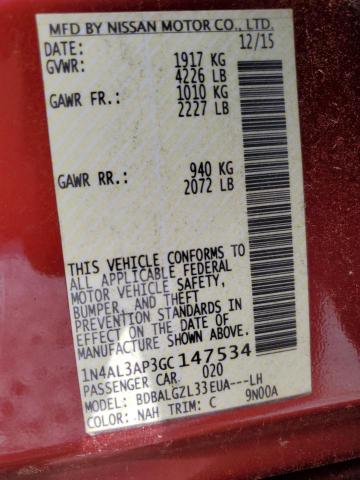 MFD BY NISSAN MOTOR CO., LTD.
DATE: 12/15
GVWR: 1917 KG
4226 LB
GAWR FR.: 1010 KG
2227 LB
GAWR RR.: 940 KG
2072 LB
THIS VEHICLE CONFORMS TO
ALL APPLICABLE FEDERAL
MOTOR VEHICLE SAFETY,
BUMPER, AND THEFT
PREVENTION STANDARDS IN
EFFECT ON THE DATE OF
MANUFACTURE SHOWN ABOVE.
1N4AL3AP3GC147534
PASSENGER CAR 020
MODEL: BDBALGZL33EUA---LH
COLOR: NAH TRIM: C 9N00A